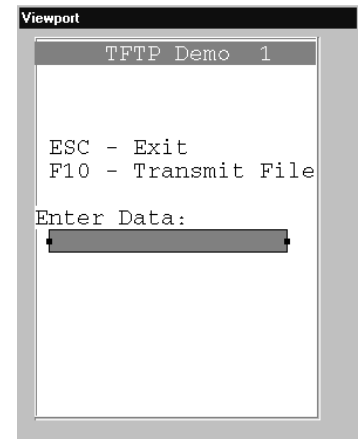 Viewport
TFTP Demo 1
ESC - Exit
F10 - Transmit File
Enter Data: